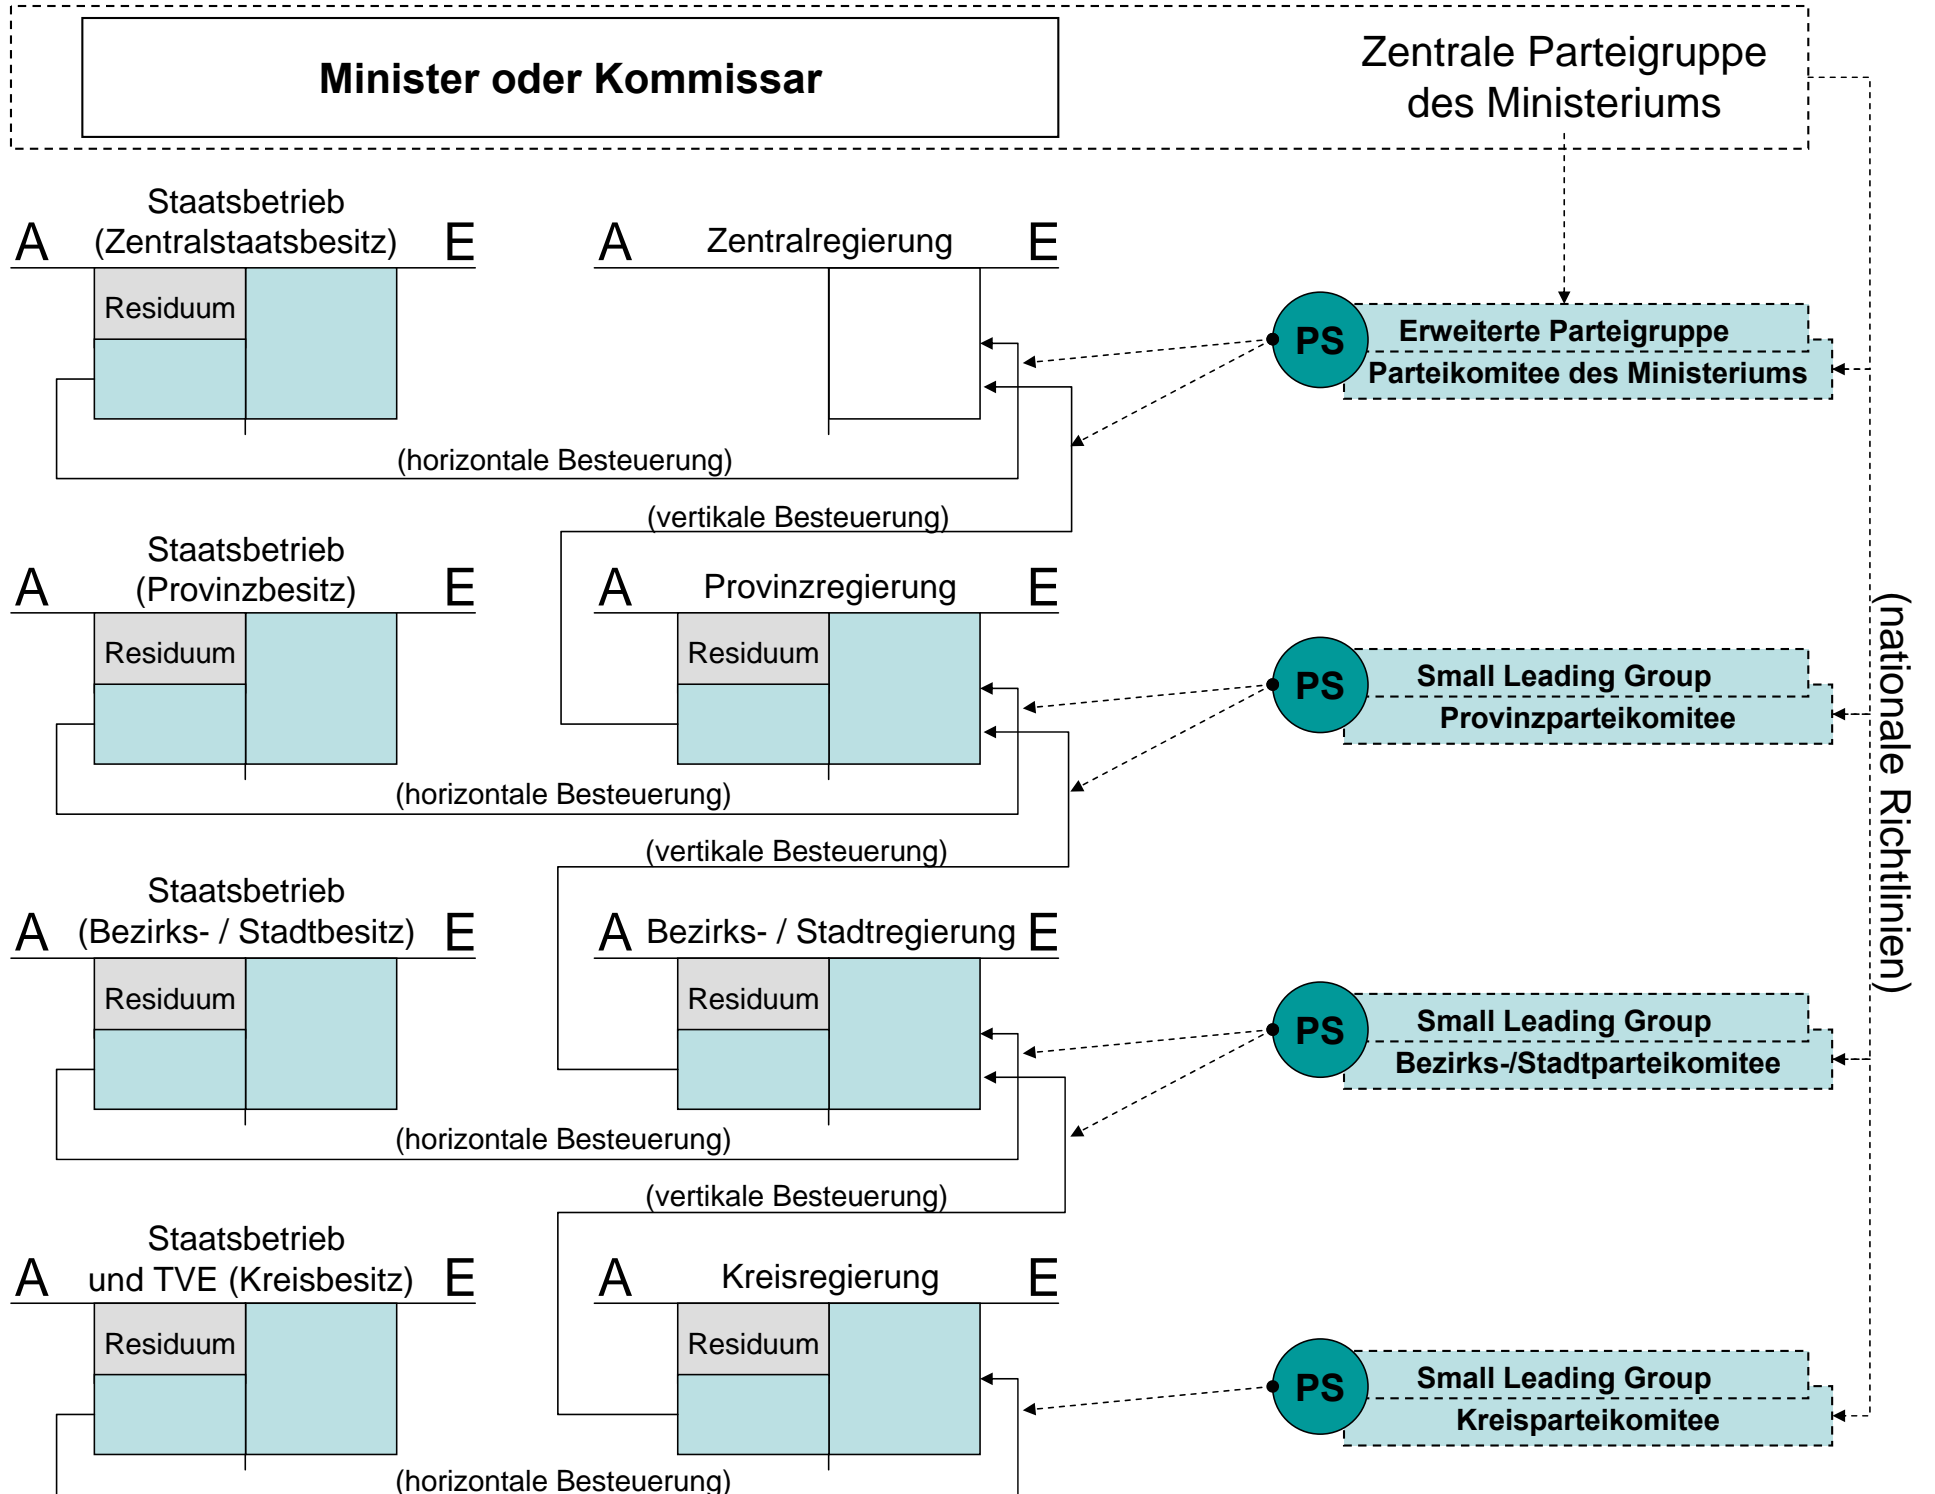 Minister oder Kommissar
Zentrale Parteigruppe
des Ministeriums
Staatsbetrieb
A (Zentralstaatsbesitz) E
A Zentralregierung E
Residuum
PS
Erweiterte Parteigruppe
Parteikomitee des Ministeriums
(horizontale Besteuerung)
(vertikale Besteuerung)
Staatsbetrieb
A (Provinzbesitz) E
A Provinzregierung E
Residuum
Residuum
PS
Small Leading Group
Provinzparteikomitee
(horizontale Besteuerung)
(vertikale Besteuerung)
(nationale Richtlinien)
Staatsbetrieb
A (Bezirks- / Stadtbesitz) E
A Bezirks- / Stadtregierung E
Residuum
Residuum
PS
Small Leading Group
Bezirks-/Stadtparteikomitee
(horizontale Besteuerung)
(vertikale Besteuerung)
Staatsbetrieb
A und TVE (Kreisbesitz) E
A Kreisregierung E
Residuum
Residuum
PS
Small Leading Group
Kreisparteikomitee
(horizontale Besteuerung)